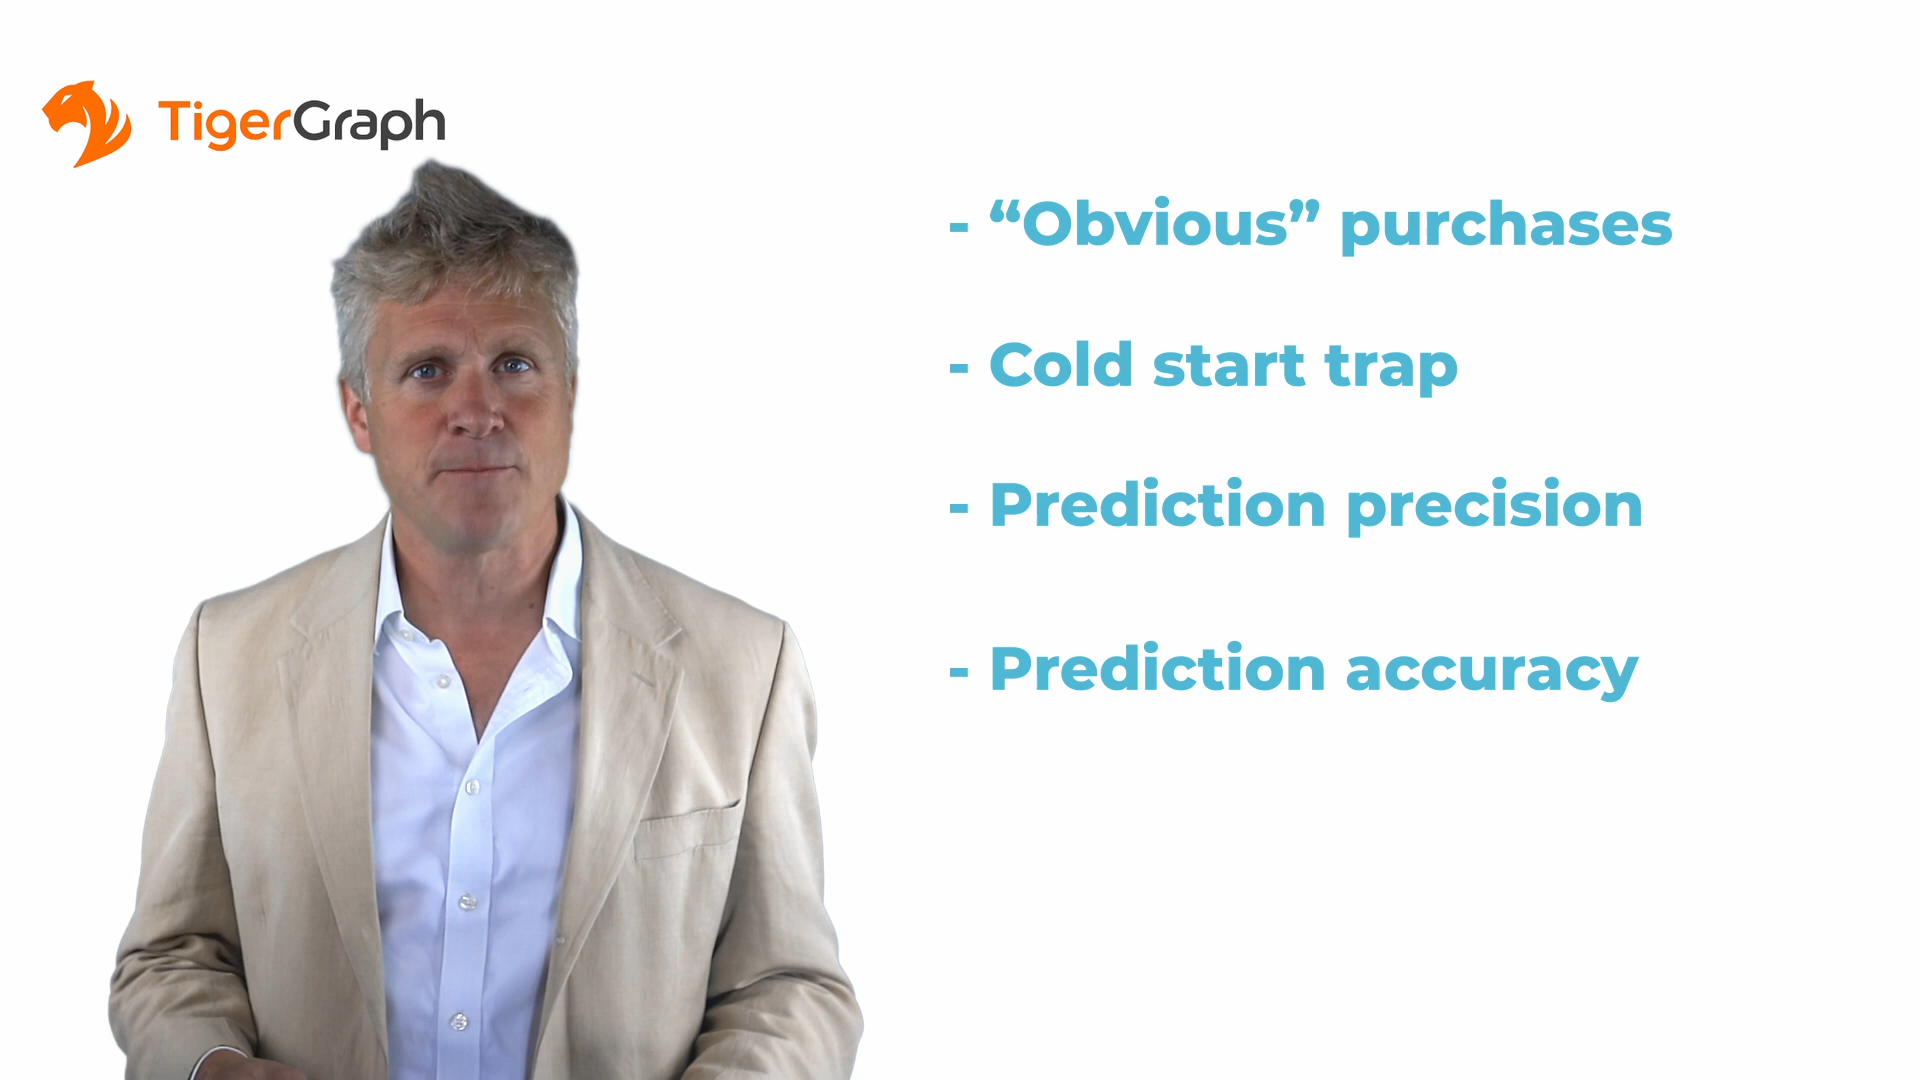 TigerGraph
- “Obvious” purchases
- Cold start trap
- Prediction precision
- Prediction accuracy